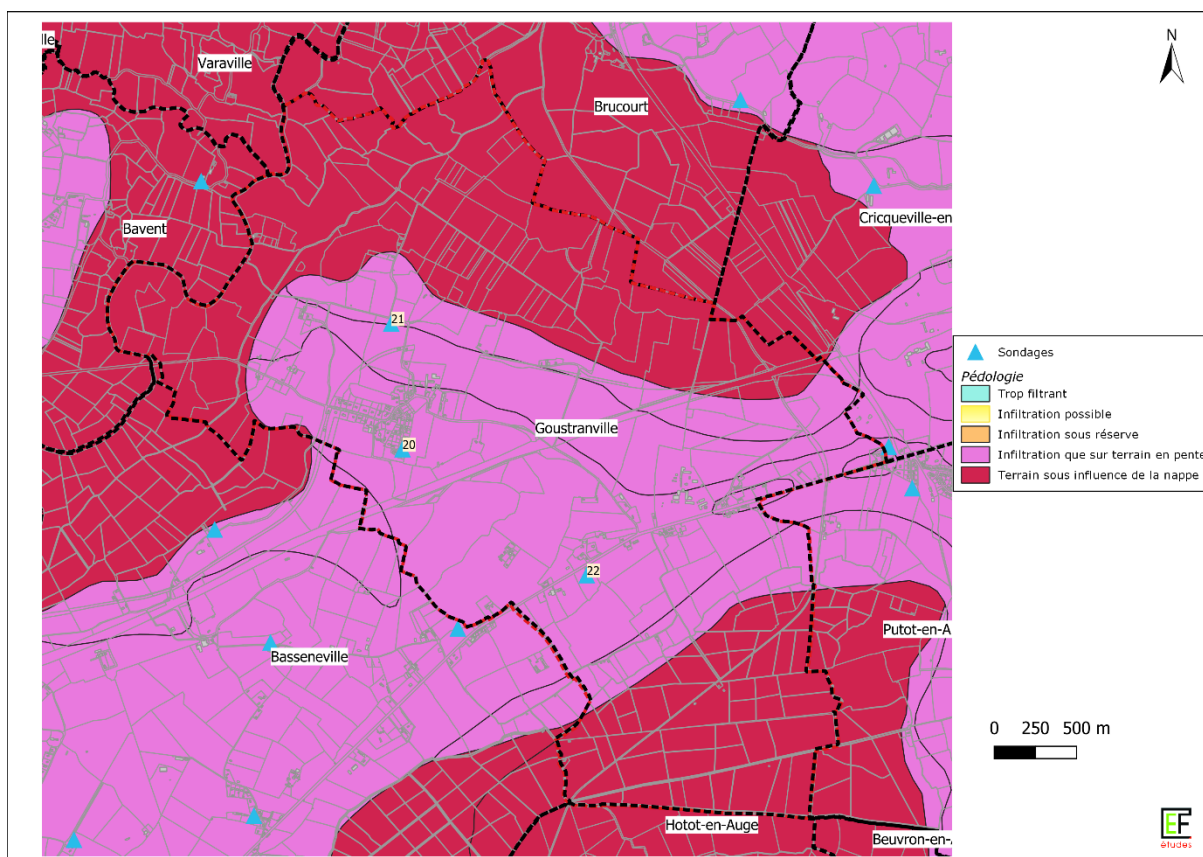 lle
Varaville
N
Brucourt
Bavent
Cricqueville-en
21
Sondages
Pédologie
Trop filtrant
Infiltration possible
Infiltration sous réserve
Infiltration que sur terrain en pente
Terrain sous influence de la nappe
Goustranville
20
22
Putot-en-A
Basseneville
0 250 500 m
Hotot-en-Auge
Beuvron-en-A
EF
études